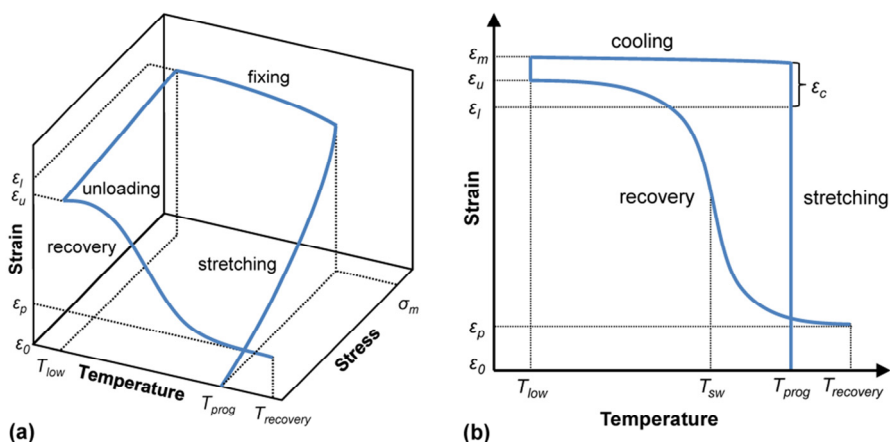 fixing
ε_l
ε_u
unloading
recovery
Strain
stretching
ε_p
σ_m
ε_0
Stress
T_low
Temperature
T_prog
T_recovery
(a)
ε_m
cooling
ε_u
ε_c
ε_l
Strain
recovery
stretching
ε_p
ε_0
T_low
T_sw
T_prog
T_recovery
Temperature
(b)